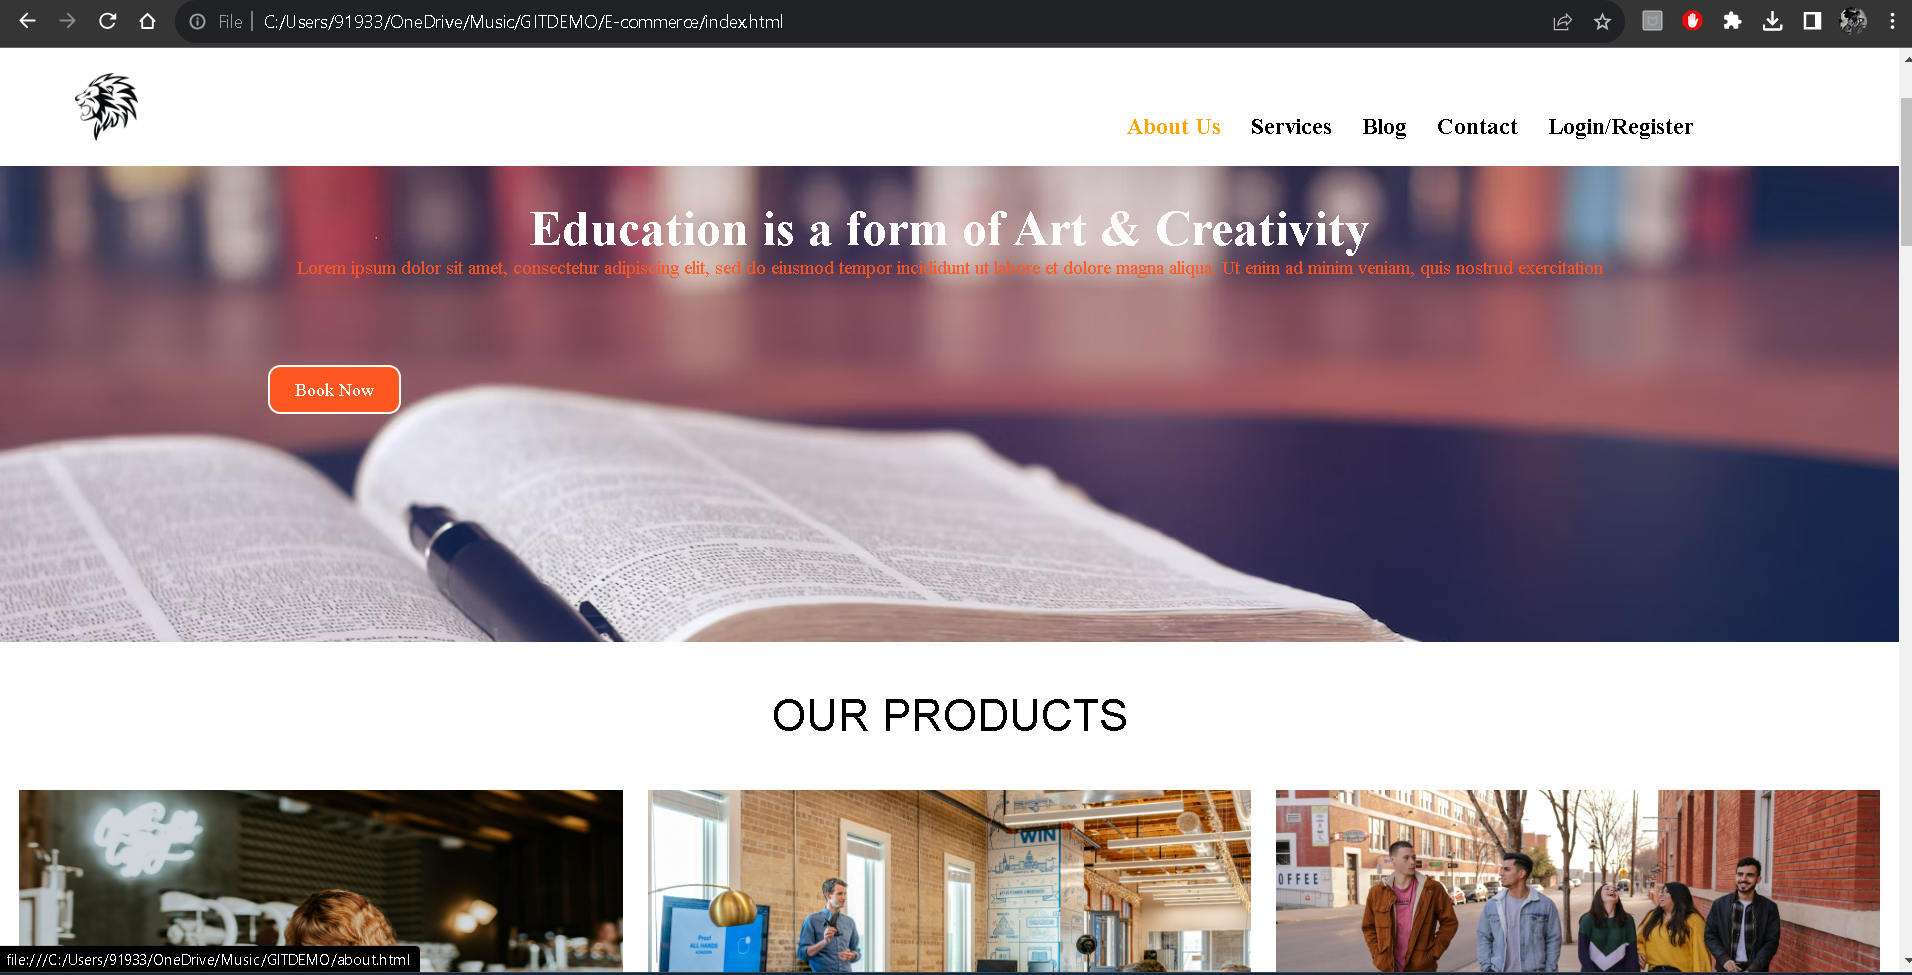 File | C:/Users/91933/OneDrive/Music/GITDEMO/E-commerce/index.html
About Us Services Blog Contact Login/Register
Education is a form of Art & Creativity
Lorem ipsum dolor sit amet, consectetur adipiscing elit, sed do eiusmod tempor incididunt ut labore et dolore magna aliqua. Ut enim ad minim veniam, quis nostrud exercitation
Book Now
OUR PRODUCTS
WIN
OFFEE
ALL HANDS
file:///C:/Users/91933/OneDrive/Music/GITDEMO/about.html